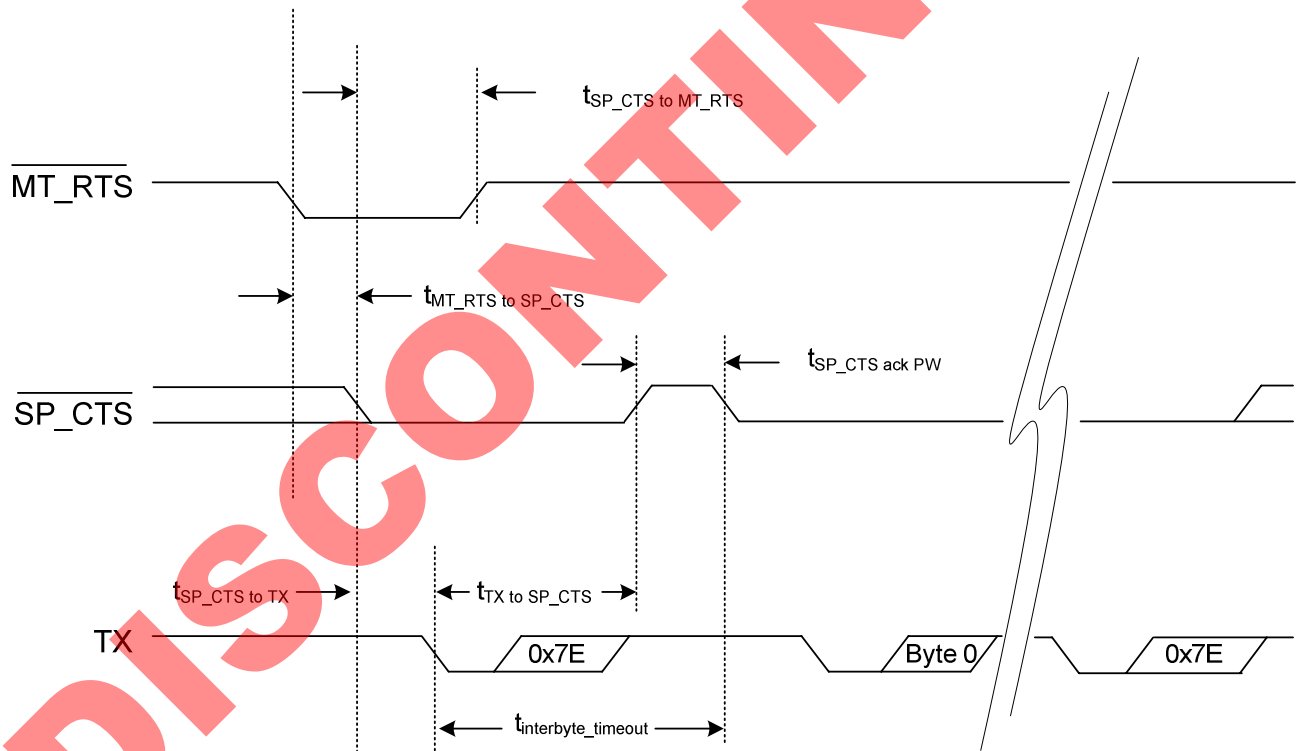 tSP_CTS to MT_RTS
MT_RTS
tMT_RTS to SP_CTS
tSP_CTS ack PW
SP_CTS
tSP_CTS to TX
tTX to SP_CTS
TX
0x7E
Byte 0
0x7E
tinterbyte_timeout
DISCONTIN